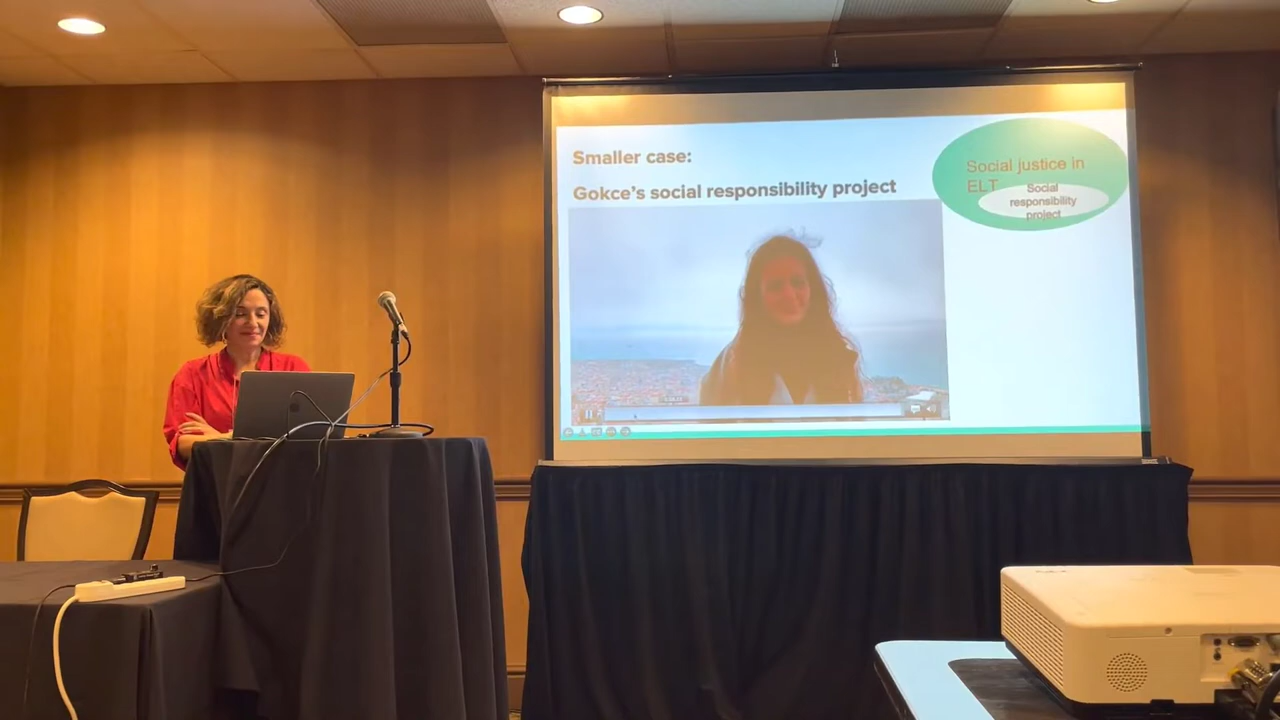 Smaller case:
Gokce's social responsibility project
Social justice in
ELT
Social
responsibility
project